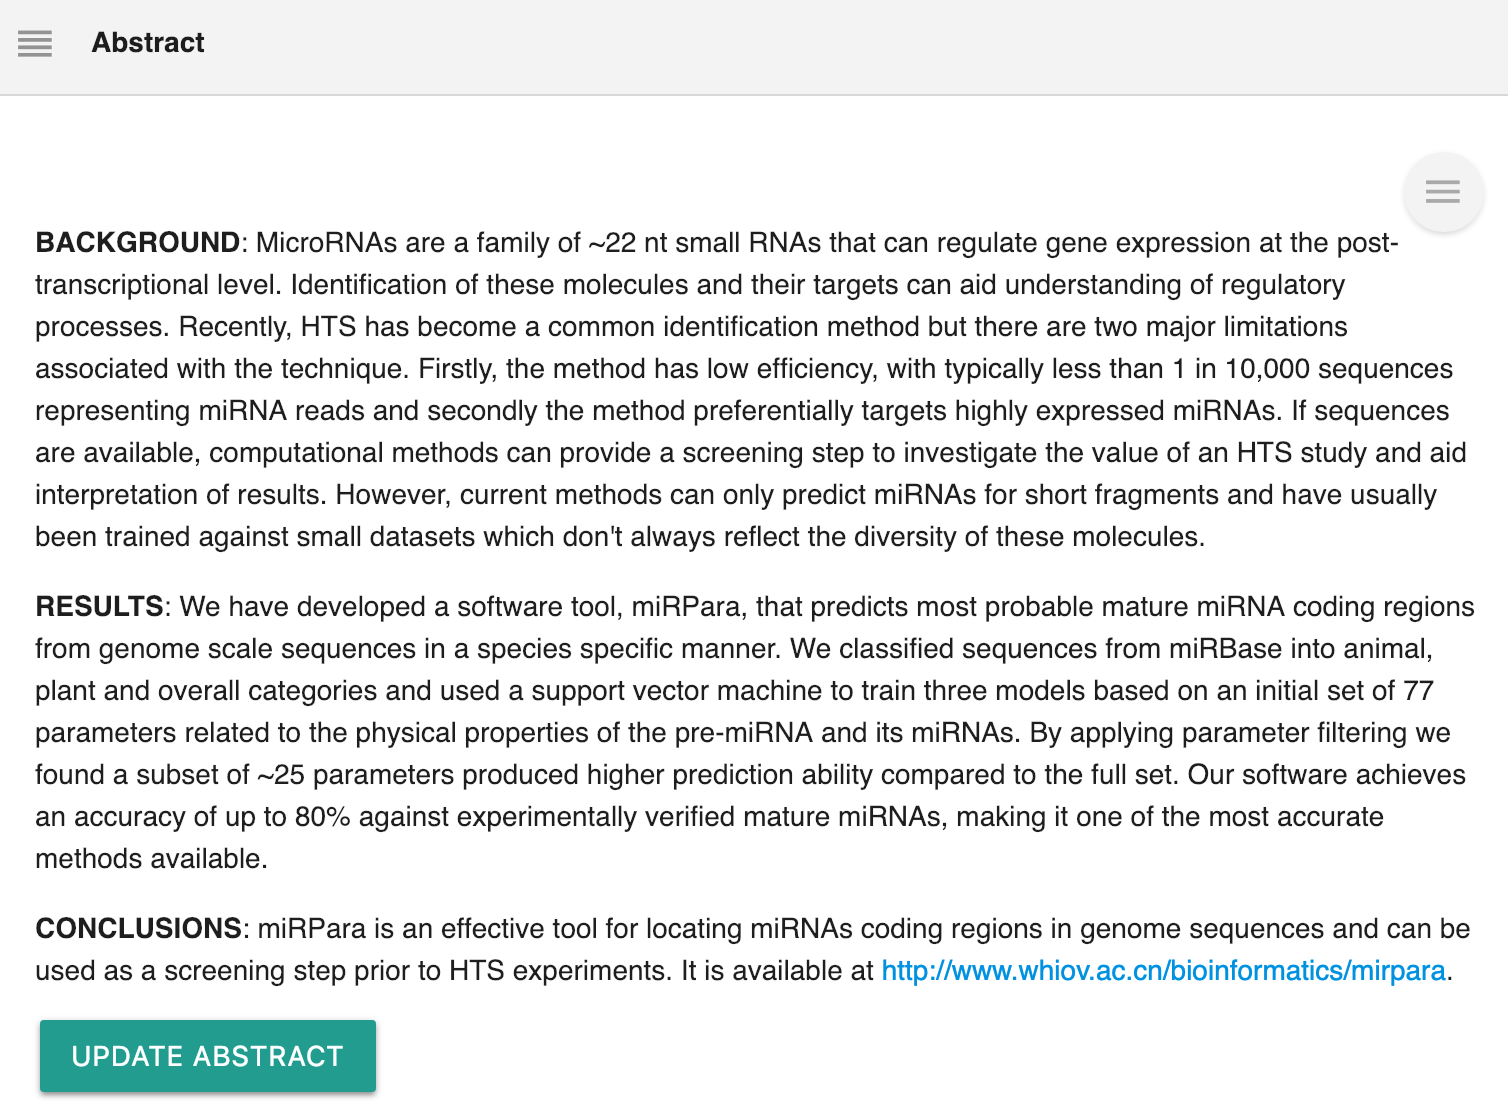 Abstract
BACKGROUND: MicroRNAs are a family of ~22 nt small RNAs that can regulate gene expression at the post-
transcriptional level. Identification of these molecules and their targets can aid understanding of regulatory
processes. Recently, HTS has become a common identification method but there are two major limitations
associated with the technique. Firstly, the method has low efficiency, with typically less than 1 in 10,000 sequences
representing miRNA reads and secondly the method preferentially targets highly expressed miRNAs. If sequences
are available, computational methods can provide a screening step to investigate the value of an HTS study and aid
interpretation of results. However, current methods can only predict miRNAs for short fragments and have usually
been trained against small datasets which don't always reflect the diversity of these molecules.
RESULTS: We have developed a software tool, miRPara, that predicts most probable mature miRNA coding regions
from genome scale sequences in a species specific manner. We classified sequences from miRBase into animal,
plant and overall categories and used a support vector machine to train three models based on an initial set of 77
parameters related to the physical properties of the pre-miRNA and its miRNAs. By applying parameter filtering we
found a subset of ~25 parameters produced higher prediction ability compared to the full set. Our software achieves
an accuracy of up to 80% against experimentally verified mature miRNAs, making it one of the most accurate
methods available.
CONCLUSIONS: miRPara is an effective tool for locating miRNAs coding regions in genome sequences and can be
used as a screening step prior to HTS experiments. It is available at http://www.whiov.ac.cn/bioinformatics/mirpara.
UPDATE ABSTRACT